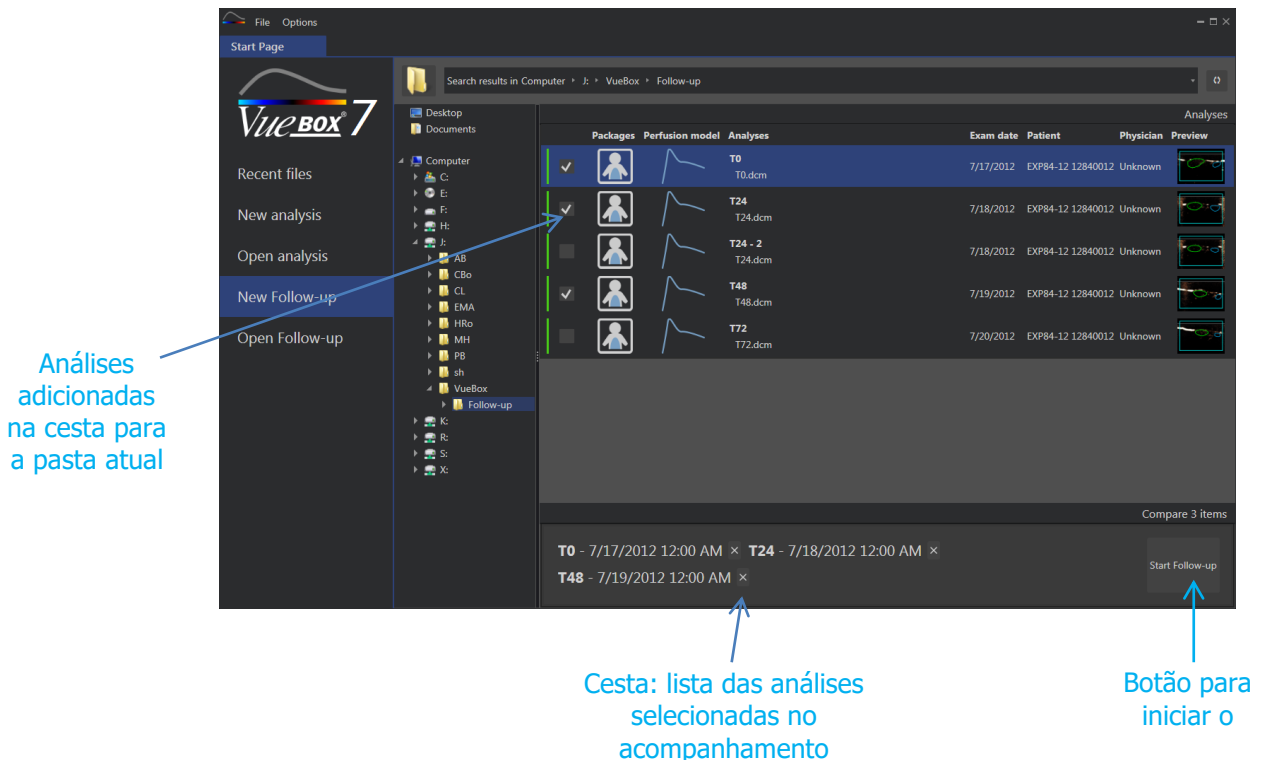 File Options
Start Page
VueBOX® 7
Recent files
New analysis
Open analysis
New Follow-up
Open Follow-up
Search results in Computer ▸ J: ▸ VueBox ▸ Follow-up
Desktop
Documents
Computer
C:
E:
F:
H:
J:
AB
CBo
CL
EMA
HRo
MH
PB
sh
VueBox
Follow-up
K:
R:
S:
X:
Analyses
Packages Perfusion model Analyses Exam date Patient Physician Preview
T0
T0.dcm
7/17/2012 EXP84-12 12840012 Unknown
T24
T24.dcm
7/18/2012 EXP84-12 12840012 Unknown
T24 - 2
T24.dcm
7/18/2012 EXP84-12 12840012 Unknown
T48
T48.dcm
7/19/2012 EXP84-12 12840012 Unknown
T72
T72.dcm
7/20/2012 EXP84-12 12840012 Unknown
Compare 3 items
T0 - 7/17/2012 12:00 AM × T24 - 7/18/2012 12:00 AM ×
T48 - 7/19/2012 12:00 AM ×
Start Follow-up
Análises
adicionadas
na cesta para
a pasta atual
Cesta: lista das análises
selecionadas no
acompanhamento
Botão para
iniciar o